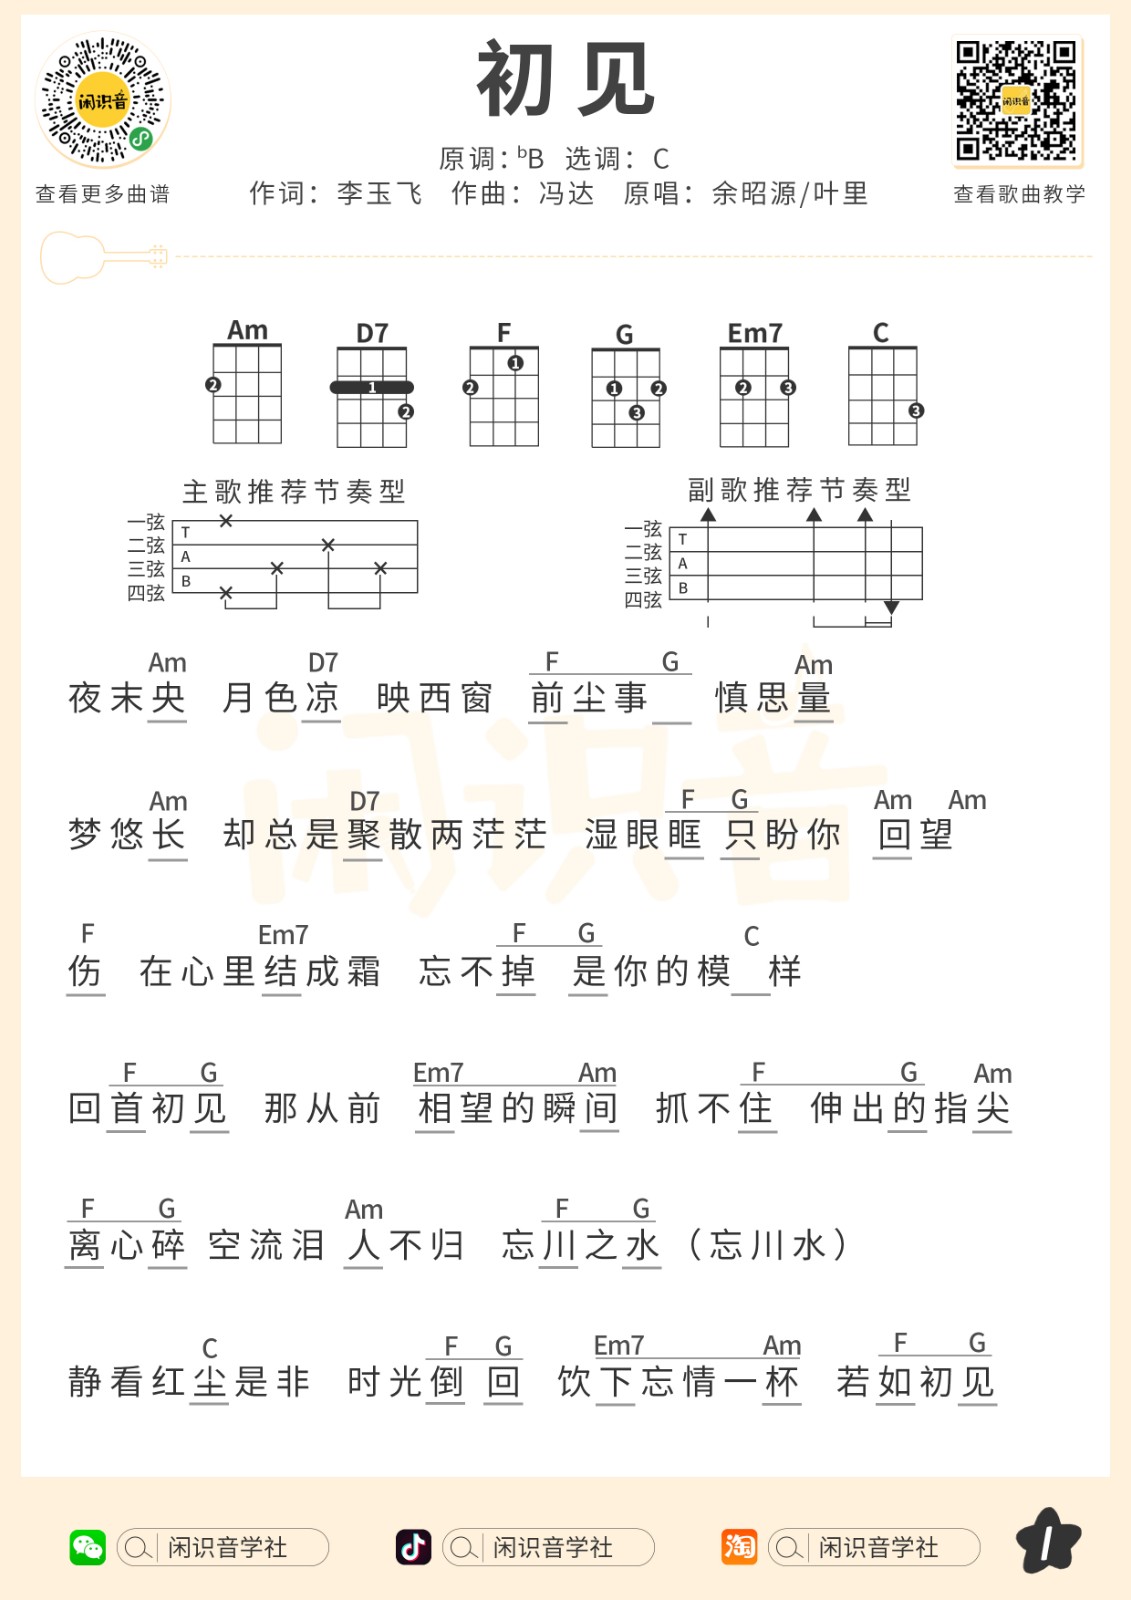 初见
原调：ᵇB 选调：C
作词：李玉飞 作曲：冯达 原唱：余昭源/叶里
闲识音
查看更多曲谱
闲识音
查看歌曲教学
Am D7 F G Em7 C
2 1 2 1 2 1 2 3 2 3 3
主歌推荐节奏型
一弦 T
二弦 A
三弦 B
四弦
副歌推荐节奏型
一弦 T
二弦 A
三弦 B
四弦
Am D7 F G Am
夜末央 月色凉 映西窗 前尘事 慎思量
Am D7 F G Am Am
梦悠长 却总是聚散两茫茫 湿眼眶 只盼你 回望
F Em7 F G C
伤 在心里结成霜 忘不掉 是你的模 样
F G Em7 Am F G Am
回首初见 那从前 相望的瞬间 抓不住 伸出的指尖
F G Am F G
离心碎 空流泪 人不归 忘川之水（忘川水）
C F G Em7 Am F G
静看红尘是非 时光倒 回 饮下忘情一杯 若如初见
闲识音
闲识音学社 闲识音学社 淘 闲识音学社 1